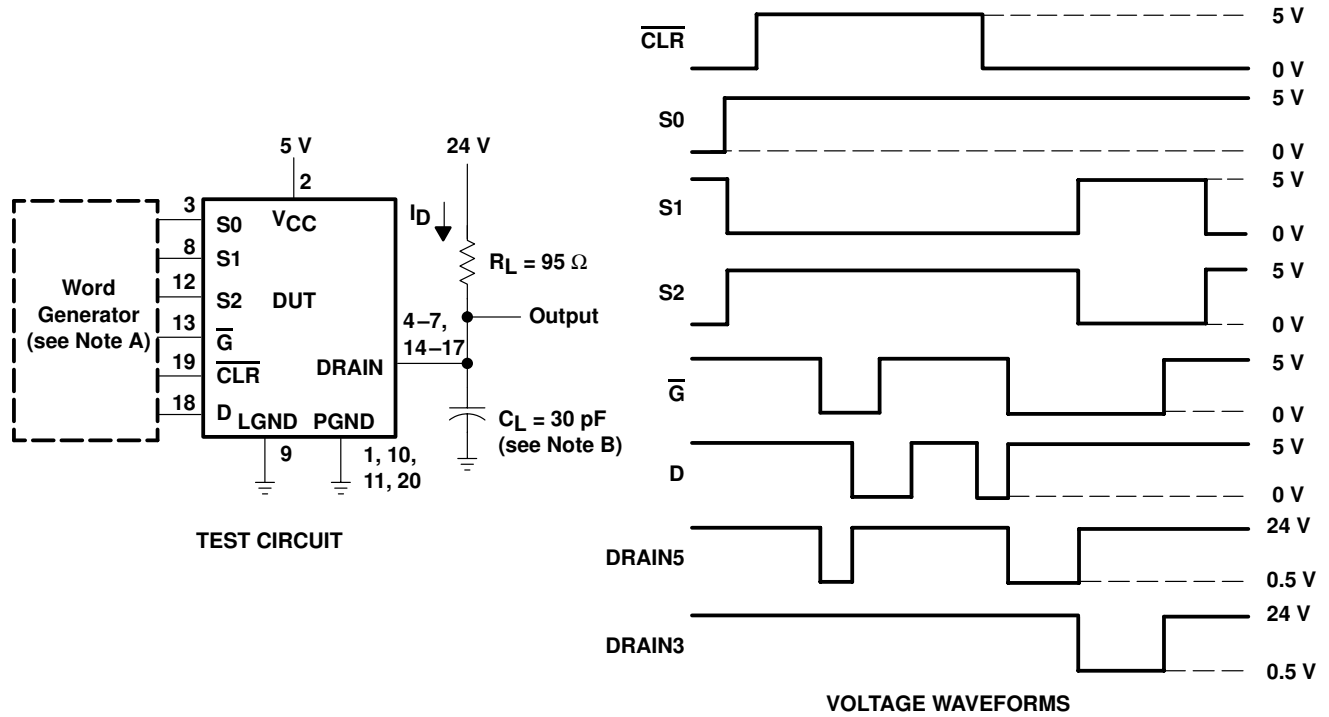 5 V
24 V
2
Word
Generator
(see Note A)
3
8
12
13
19
18
S0
S1
S2
G
CLR
D
VCC
DUT
DRAIN
LGND
PGND
9
1, 10,
11, 20
4–7,
14–17
ID
RL = 95 Ω
Output
CL = 30 pF
(see Note B)
TEST CIRCUIT
CLR
5 V
0 V
S0
5 V
0 V
S1
5 V
0 V
S2
5 V
0 V
G
5 V
0 V
D
5 V
0 V
DRAIN5
24 V
0.5 V
DRAIN3
24 V
0.5 V
VOLTAGE WAVEFORMS